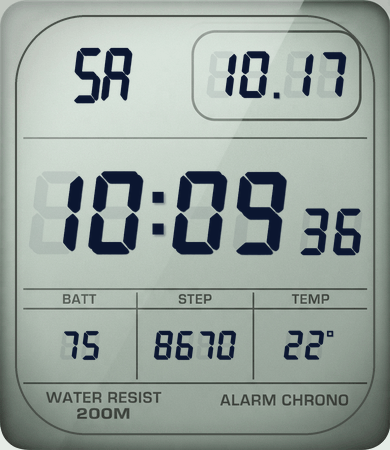 SA 10.17
10:09 36
BATT STEP TEMP
75 8670 22°
WATER RESIST ALARM CHRONO
200M